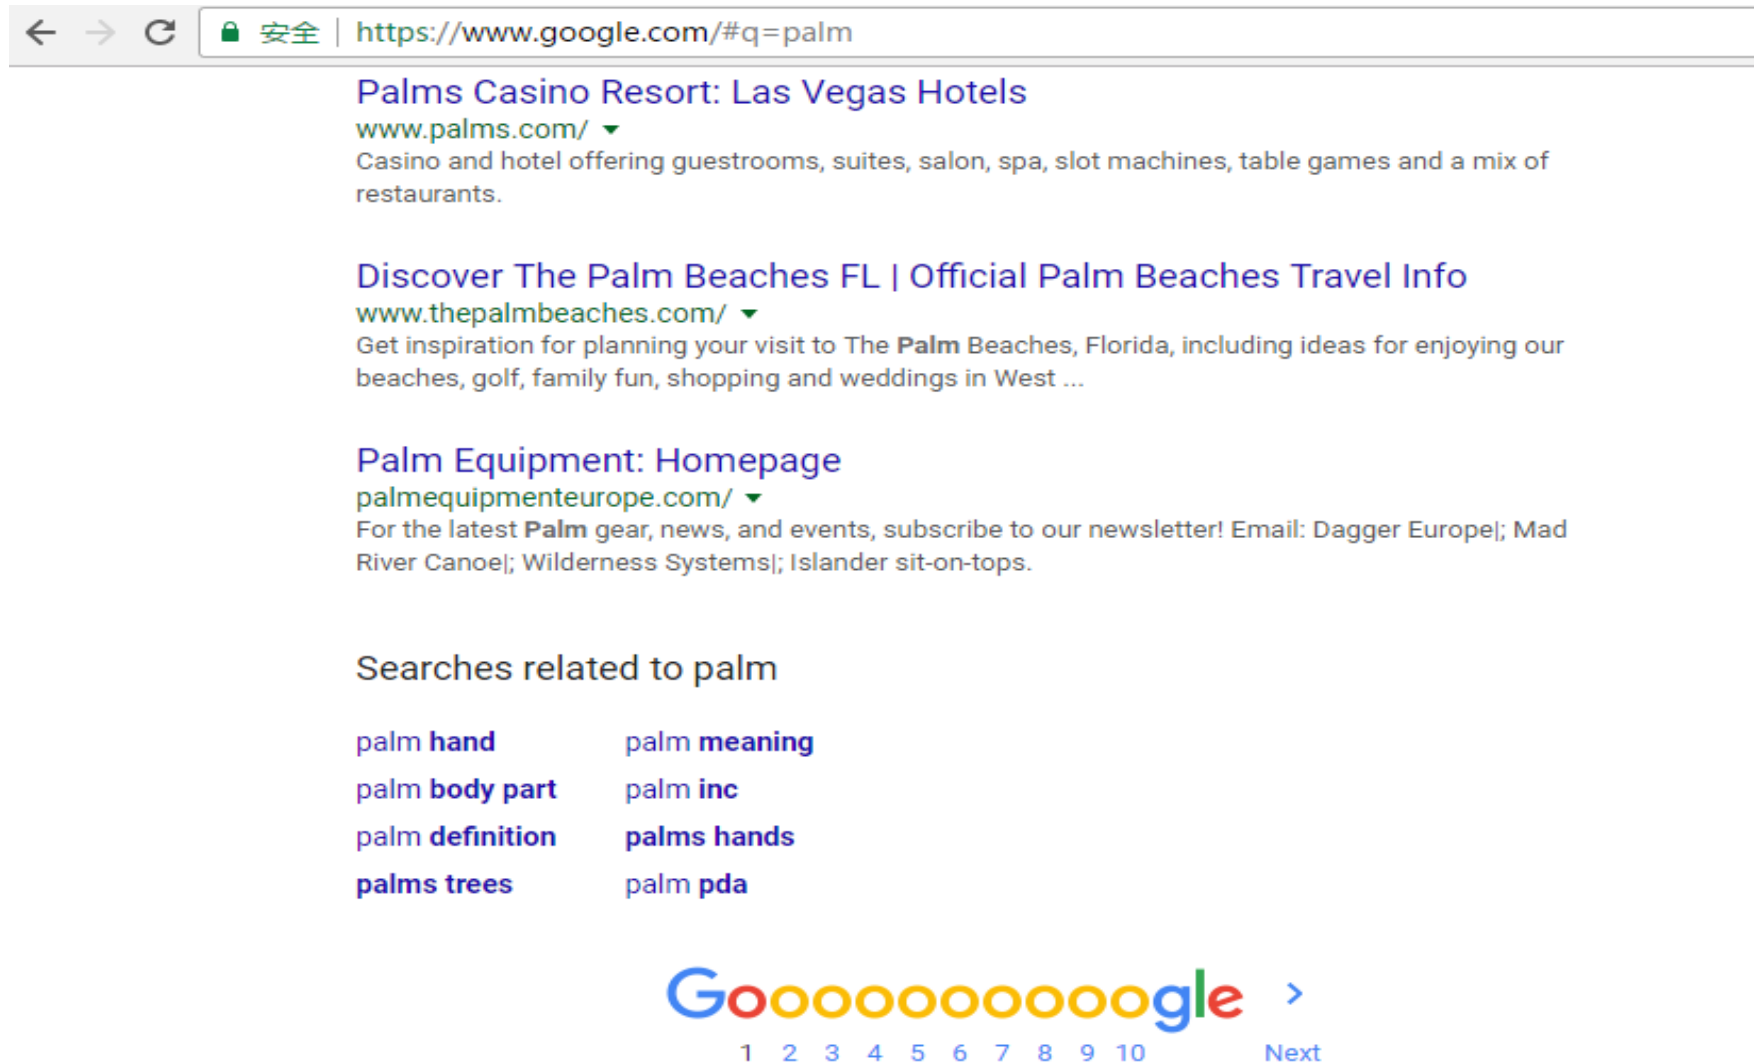 安全 | https://www.google.com/#q=palm
Palms Casino Resort: Las Vegas Hotels
www.palms.com/
Casino and hotel offering guestrooms, suites, salon, spa, slot machines, table games and a mix of
restaurants.
Discover The Palm Beaches FL | Official Palm Beaches Travel Info
www.thepalmbeaches.com/
Get inspiration for planning your visit to The Palm Beaches, Florida, including ideas for enjoying our
beaches, golf, family fun, shopping and weddings in West ...
Palm Equipment: Homepage
palmequipmenteurope.com/
For the latest Palm gear, news, and events, subscribe to our newsletter! Email: Dagger Europe|; Mad
River Canoe|; Wilderness Systems|; Islander sit-on-tops.
Searches related to palm
palm hand palm meaning
palm body part palm inc
palm definition palms hands
palms trees palm pda
Goooooooooogle >
1 2 3 4 5 6 7 8 9 10 Next